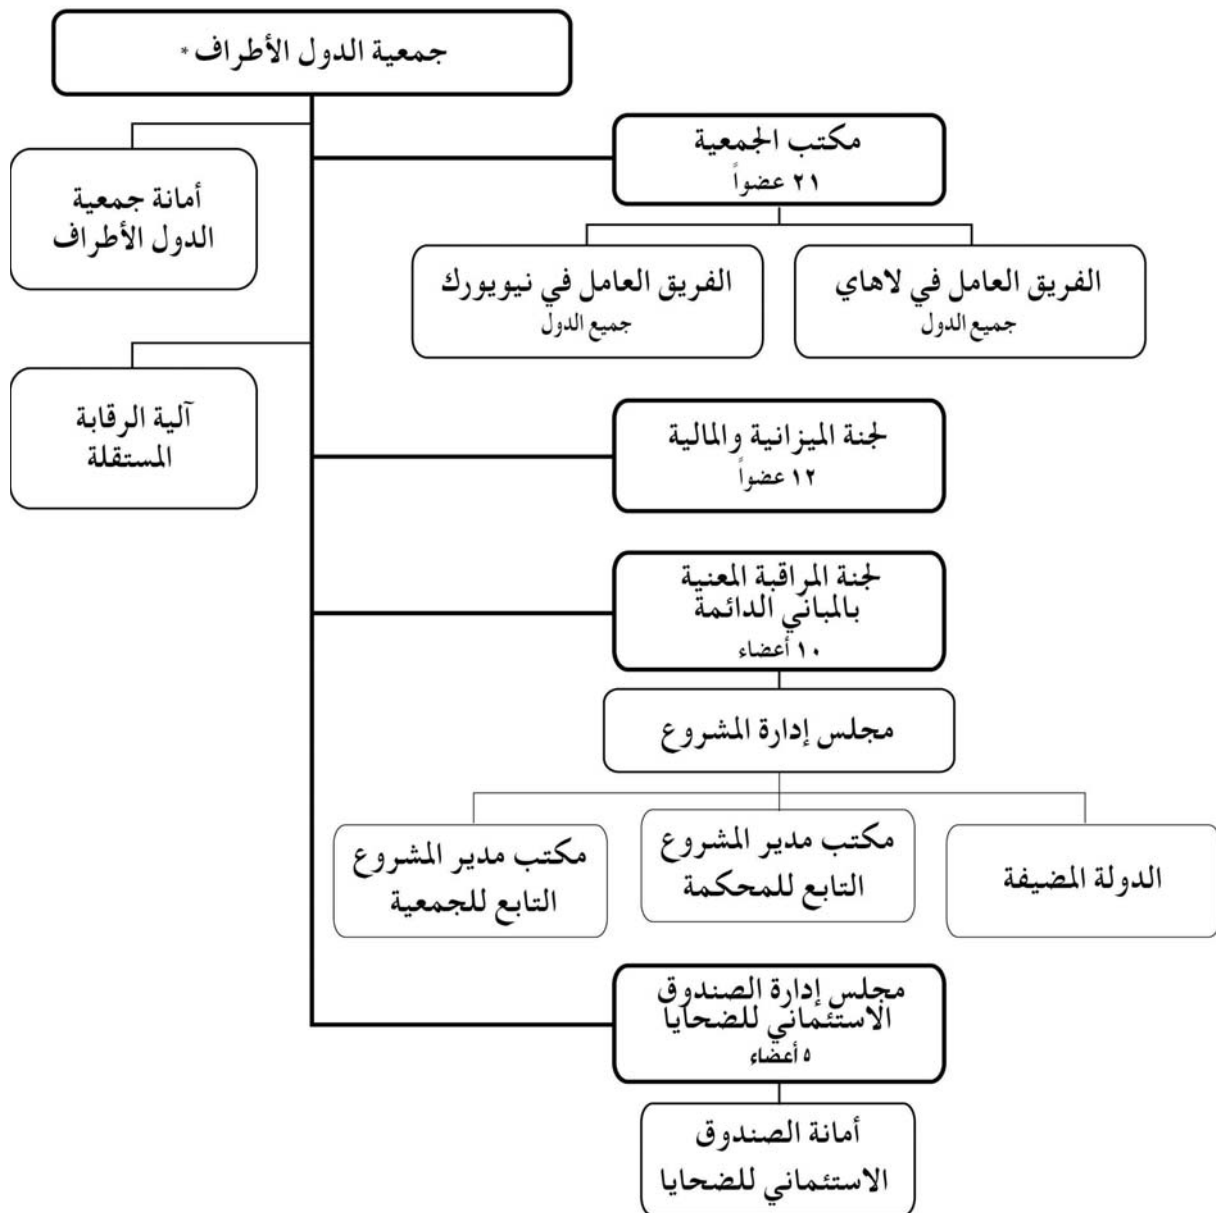 جمعية الدول الأطراف *
مكتب الجمعية
٢١ عضواً
أمانة جمعية
الدول الأطراف
الفريق العامل في لاهاي
جميع الدول
الفريق العامل في نيويورك
جميع الدول
آلية الرقابة
المستقلة
لجنة الميزانية والمالية
١٢ عضواً
لجنة المراقبة المعنية
بالمباني الدائمة
١٠ أعضاء
مجلس إدارة المشروع
الدولة المضيفة
مكتب مدير المشروع
التابع للمحكمة
مكتب مدير المشروع
التابع للجمعية
مجلس إدارة الصندوق
الاستئماني للضحايا
٥ أعضاء
أمانة الصندوق
الاستئماني للضحايا